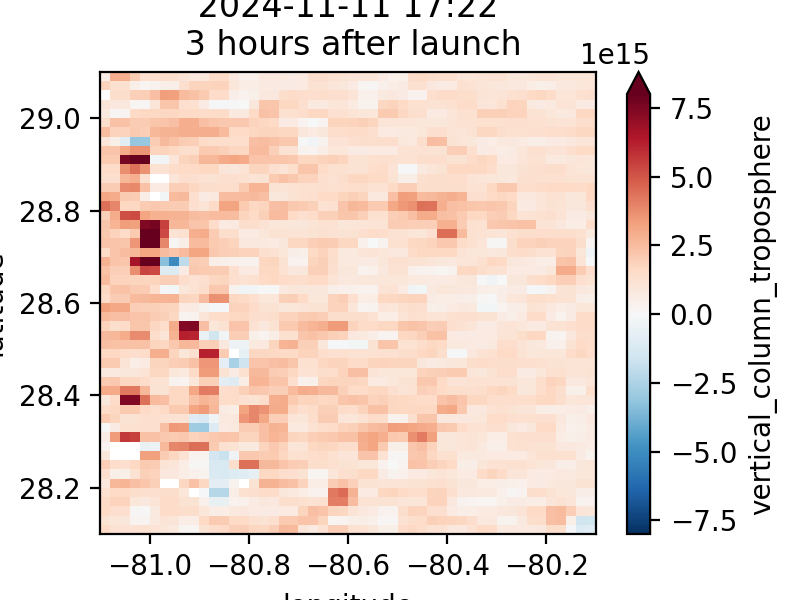 2024-11-11 17:22
3 hours after launch
1e15
29.0
28.8
28.6
28.4
28.2
−81.0 −80.8 −80.6 −80.4 −80.2
longitude
7.5
5.0
2.5
0.0
−2.5
−5.0
−7.5
vertical_column_troposphere